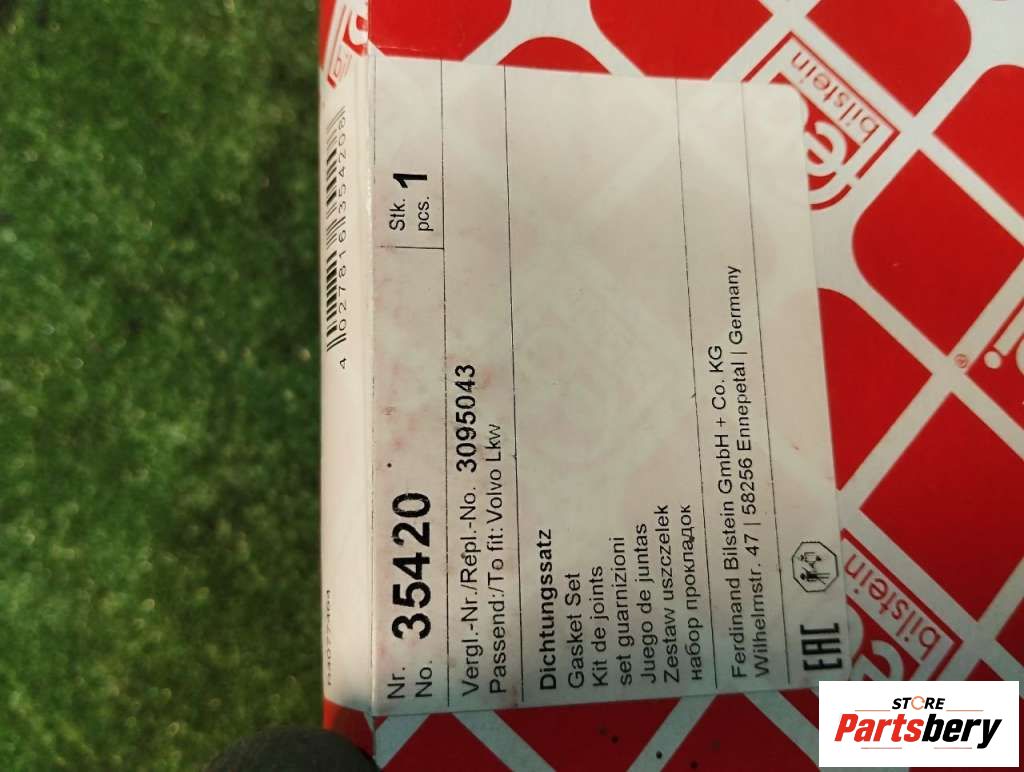 Nr.
No. 35420
Stk.
pcs. 1
Vergl.-Nr./Repl.-No. 3095043
Passend:/To fit: Volvo Lkw
Dichtungssatz
Gasket Set
Kit de joints
set guarnizioni
Juego de juntas
Zestaw uszczelek
набор прокладок
Ferdinand Bilstein GmbH + Co. KG
Wilhelmstr. 47 | 58256 Ennepetal | Germany
EAC
4 027816 354208
bilstein
bilstein
STORE
Partsbery